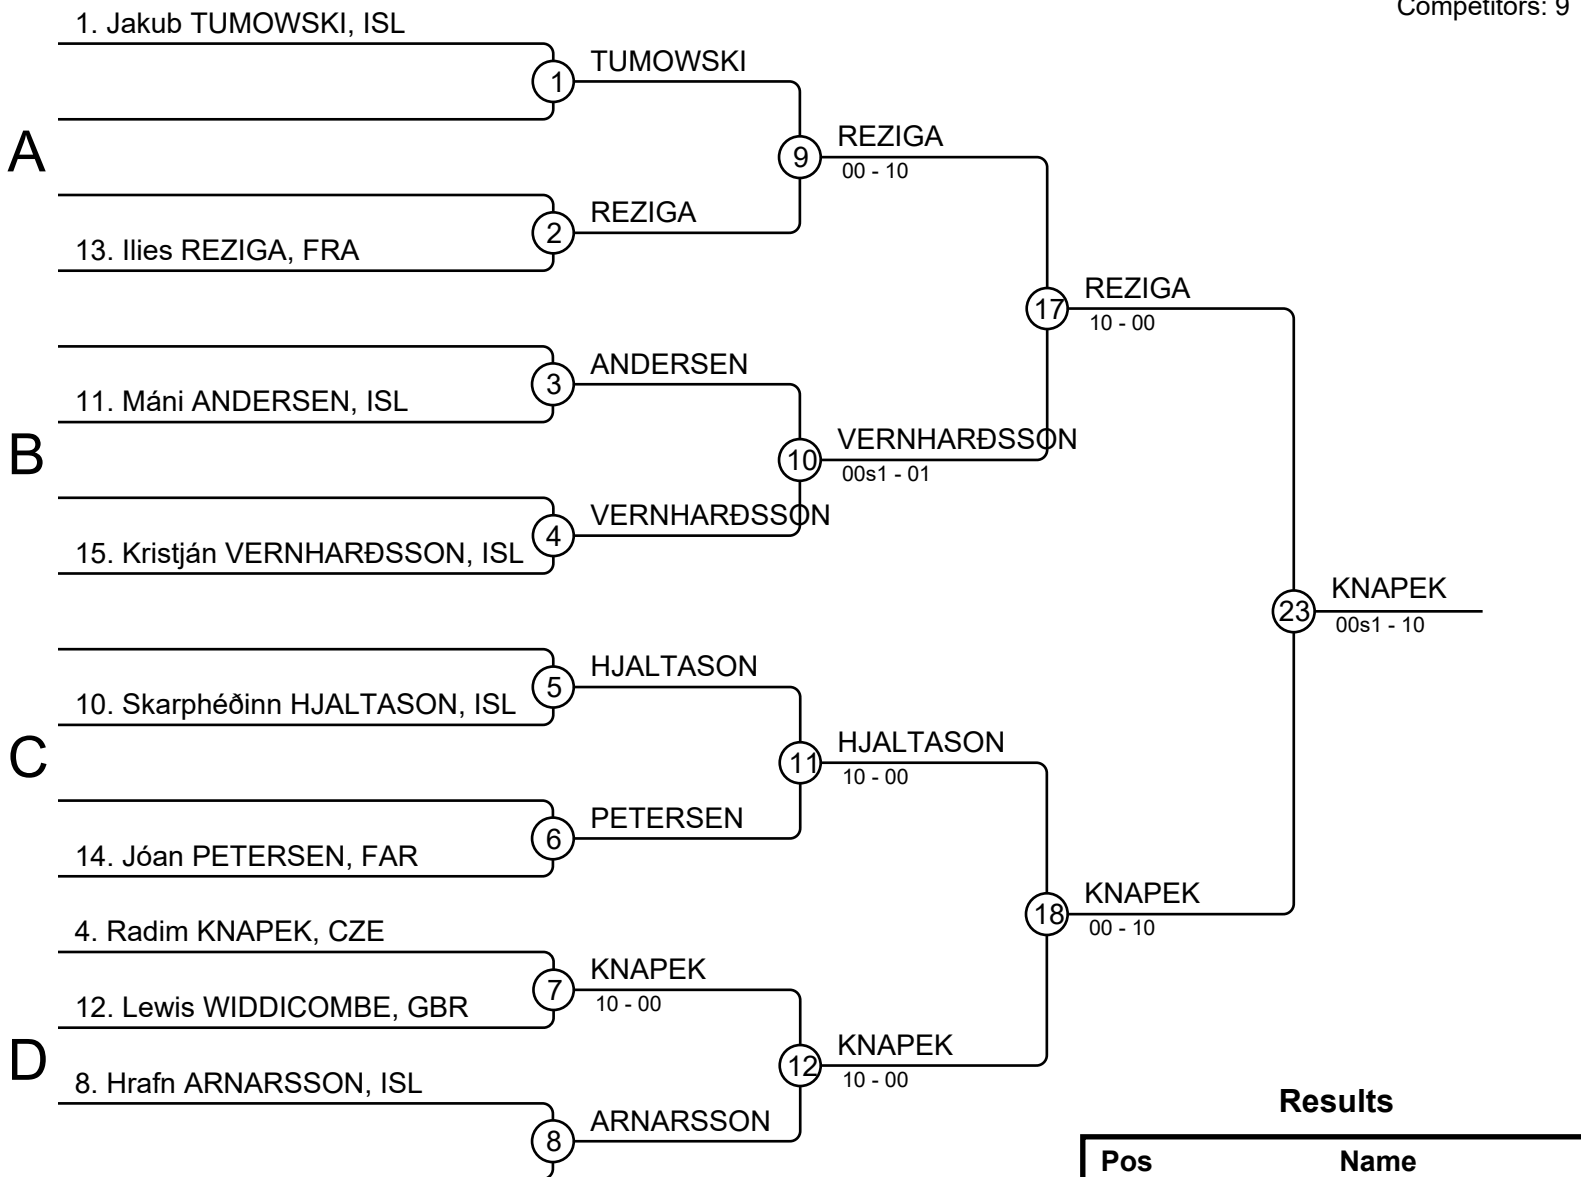 Competitors: 9
1. Jakub TUMOWSKI, ISL
1
TUMOWSKI
A
9
REZIGA
00 - 10
2
REZIGA
13. Ilies REZIGA, FRA
17
REZIGA
10 - 00
3
ANDERSEN
11. Máni ANDERSEN, ISL
B
10
VERNHARÐSSON
00s1 - 01
4
VERNHARÐSSON
15. Kristján VERNHARÐSSON, ISL
23
KNAPEK
00s1 - 10
5
HJALTASON
10. Skarphéðinn HJALTASON, ISL
C
11
HJALTASON
10 - 00
6
PETERSEN
14. Jóan PETERSEN, FAR
18
KNAPEK
00 - 10
4. Radim KNAPEK, CZE
7
KNAPEK
10 - 00
12. Lewis WIDDICOMBE, GBR
D
12
KNAPEK
10 - 00
8. Hrafn ARNARSSON, ISL
8
ARNARSSON
Results
Pos Name